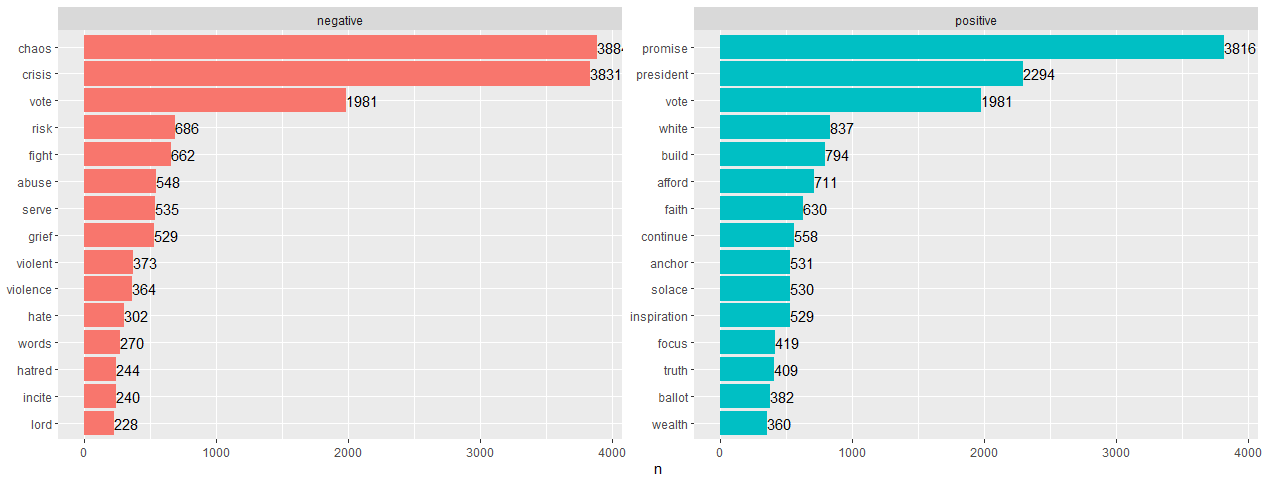 negative
chaos 3884
crisis 3831
vote 1981
risk 686
fight 662
abuse 548
serve 535
grief 529
violent 373
violence 364
hate 302
words 270
hatred 244
incite 240
lord 228
0 1000 2000 3000 4000
positive
promise 3816
president 2294
vote 1981
white 837
build 794
afford 711
faith 630
continue 558
anchor 531
solace 530
inspiration 529
focus 419
truth 409
ballot 382
wealth 360
0 1000 2000 3000 4000
n